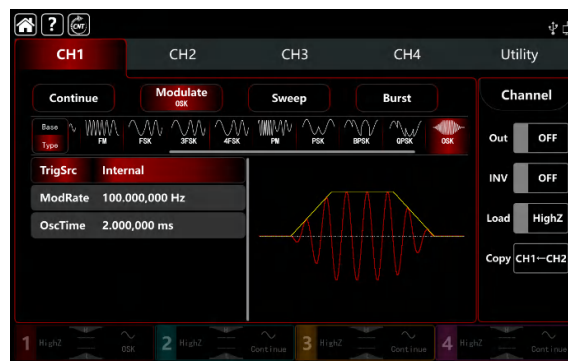 ? CNT
CH1 CH2 CH3 CH4 Utility
Continue Modulate OSK Sweep Burst Channel
Base Type FM FSK 3FSK 4FSK PM PSK BPSK QPSK OSK
Out OFF
TrigSrc Internal
INV OFF
ModRate 100.000,000 Hz
Load HighZ
OscTime 2.000,000 ms
Copy CH1←CH2
1 HighZ OSK 2 HighZ Continue 3 HighZ Continue 4 HighZ Continue